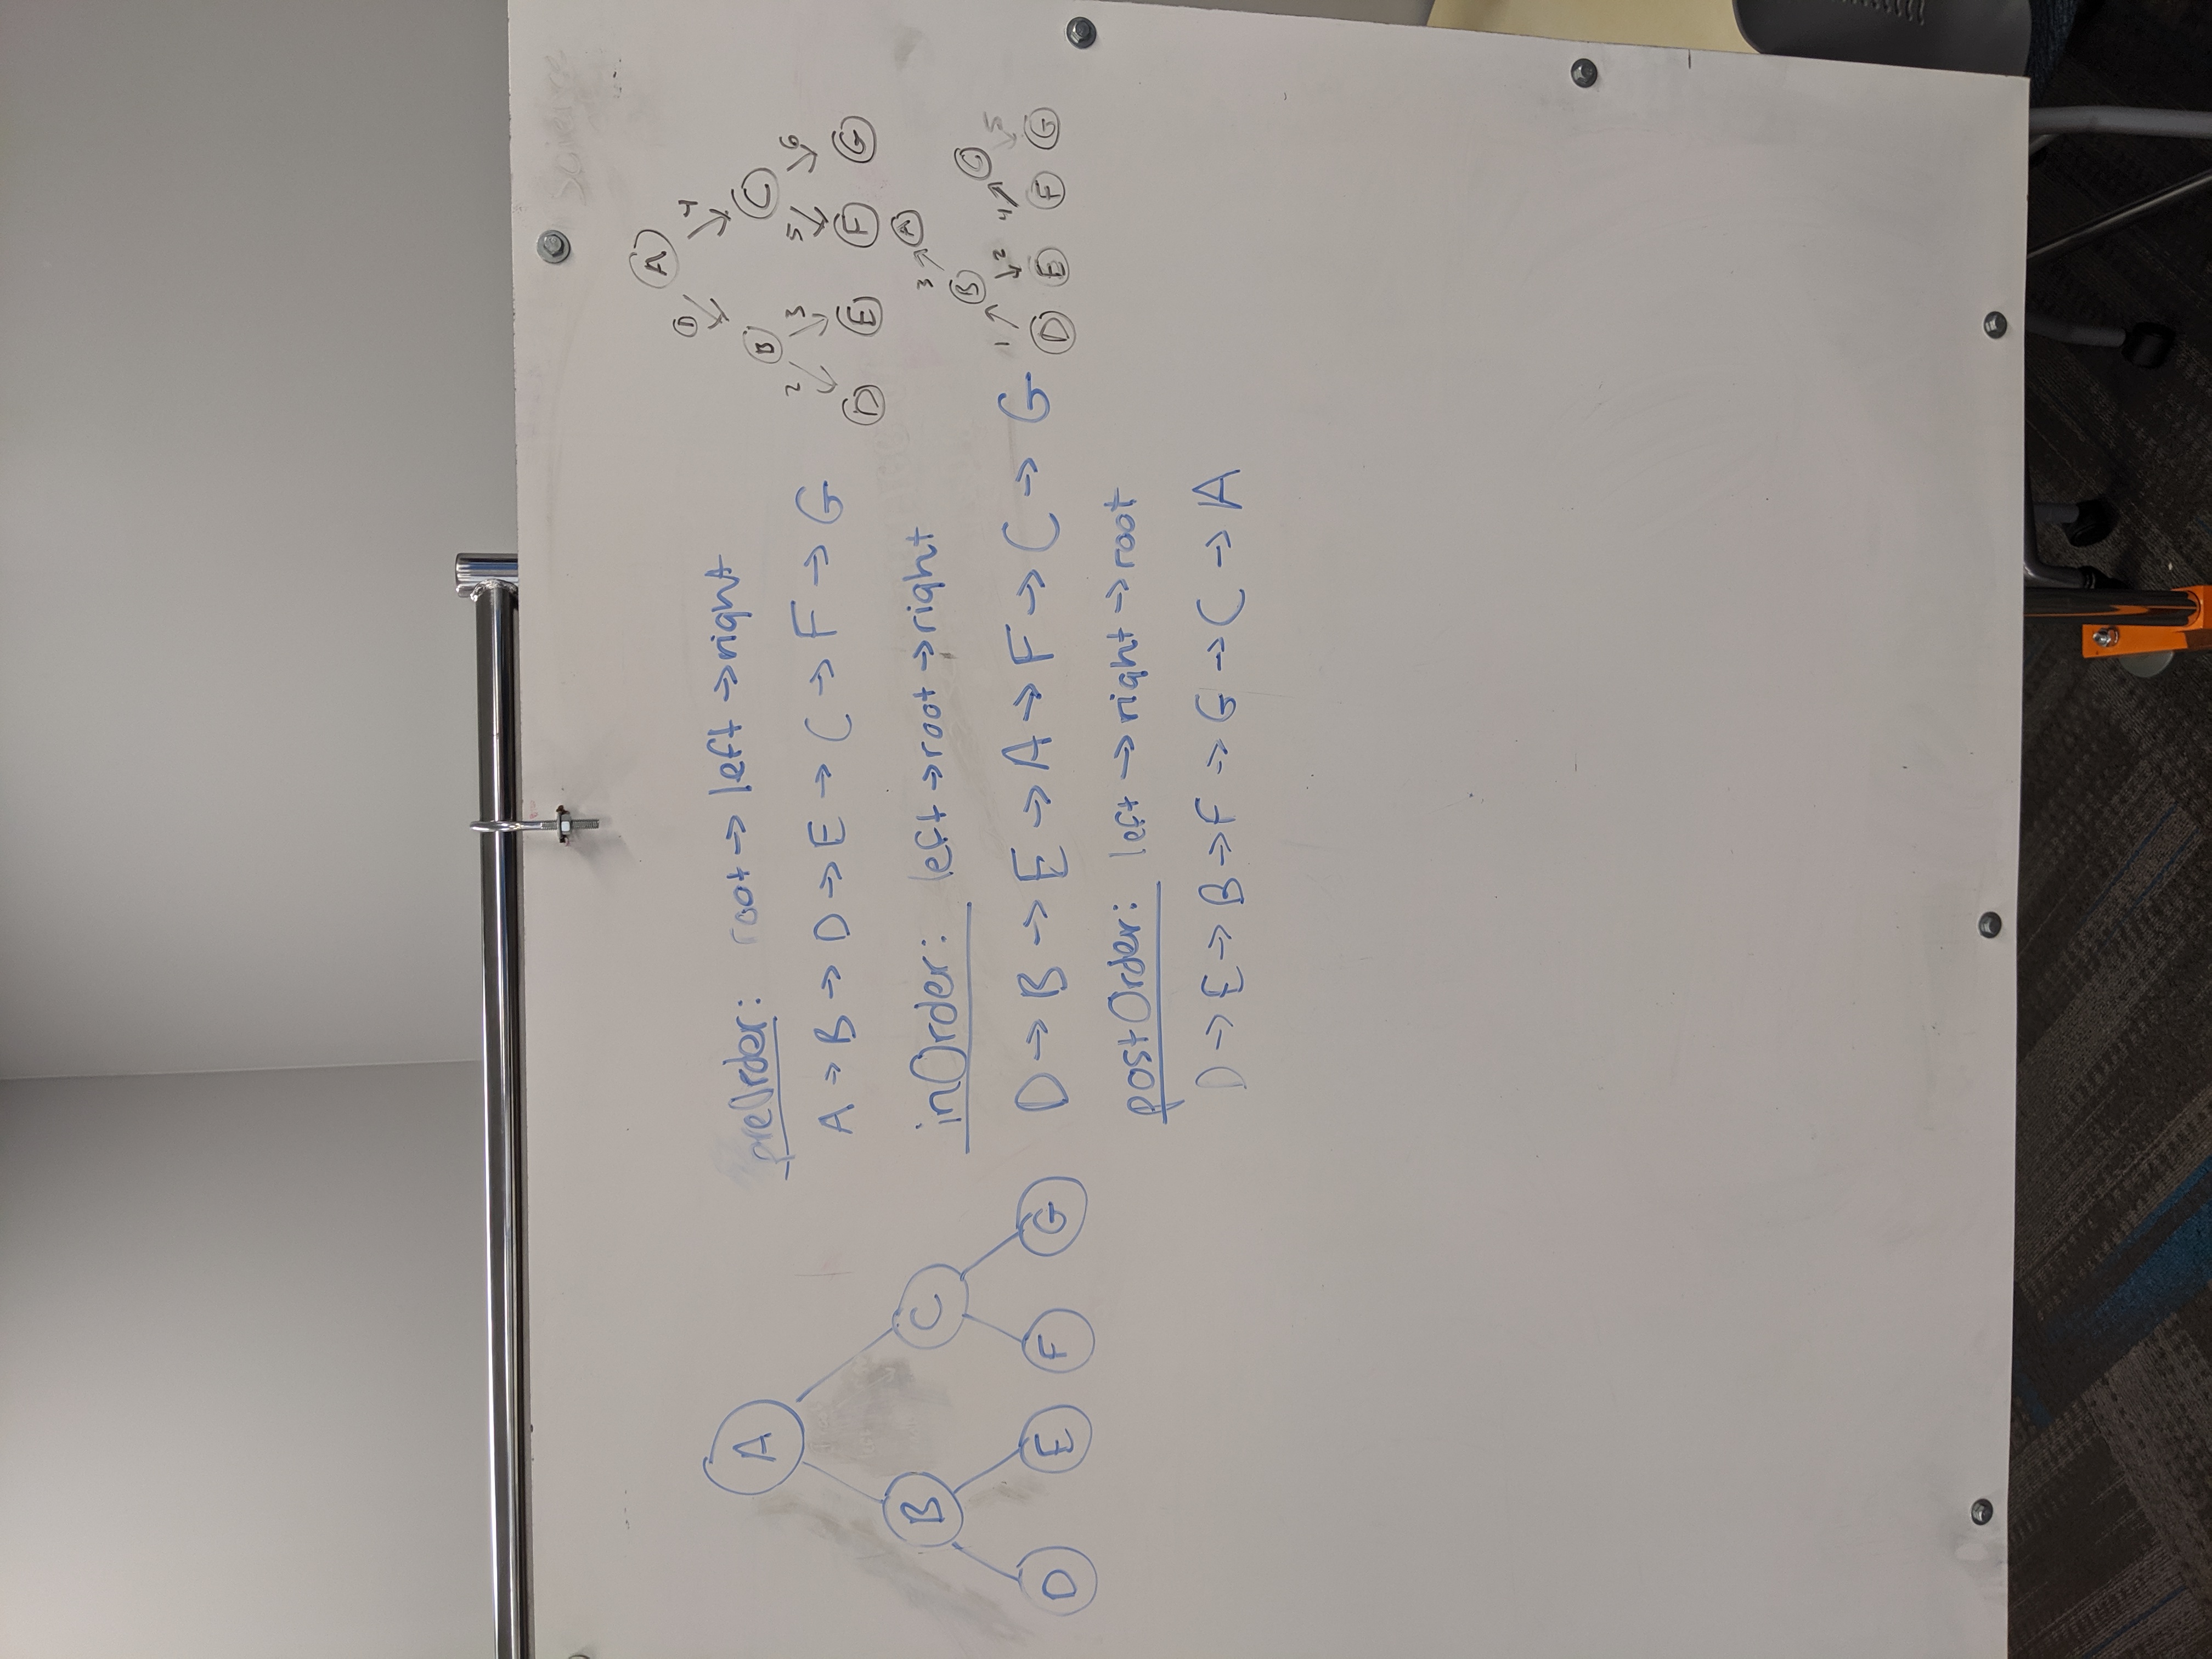 Science
A
B C
D E F G
preOrder: root → left → right
A → B → D → E → C → F → G
inOrder: left → root → right
D → B → E → A → F → C → G
postOrder: left → right → root
D → E → B → F → G → C → A
A
1 4
B C
2 3 5 6
D E F G
A
3
B C
1 2 4 5
D E F G